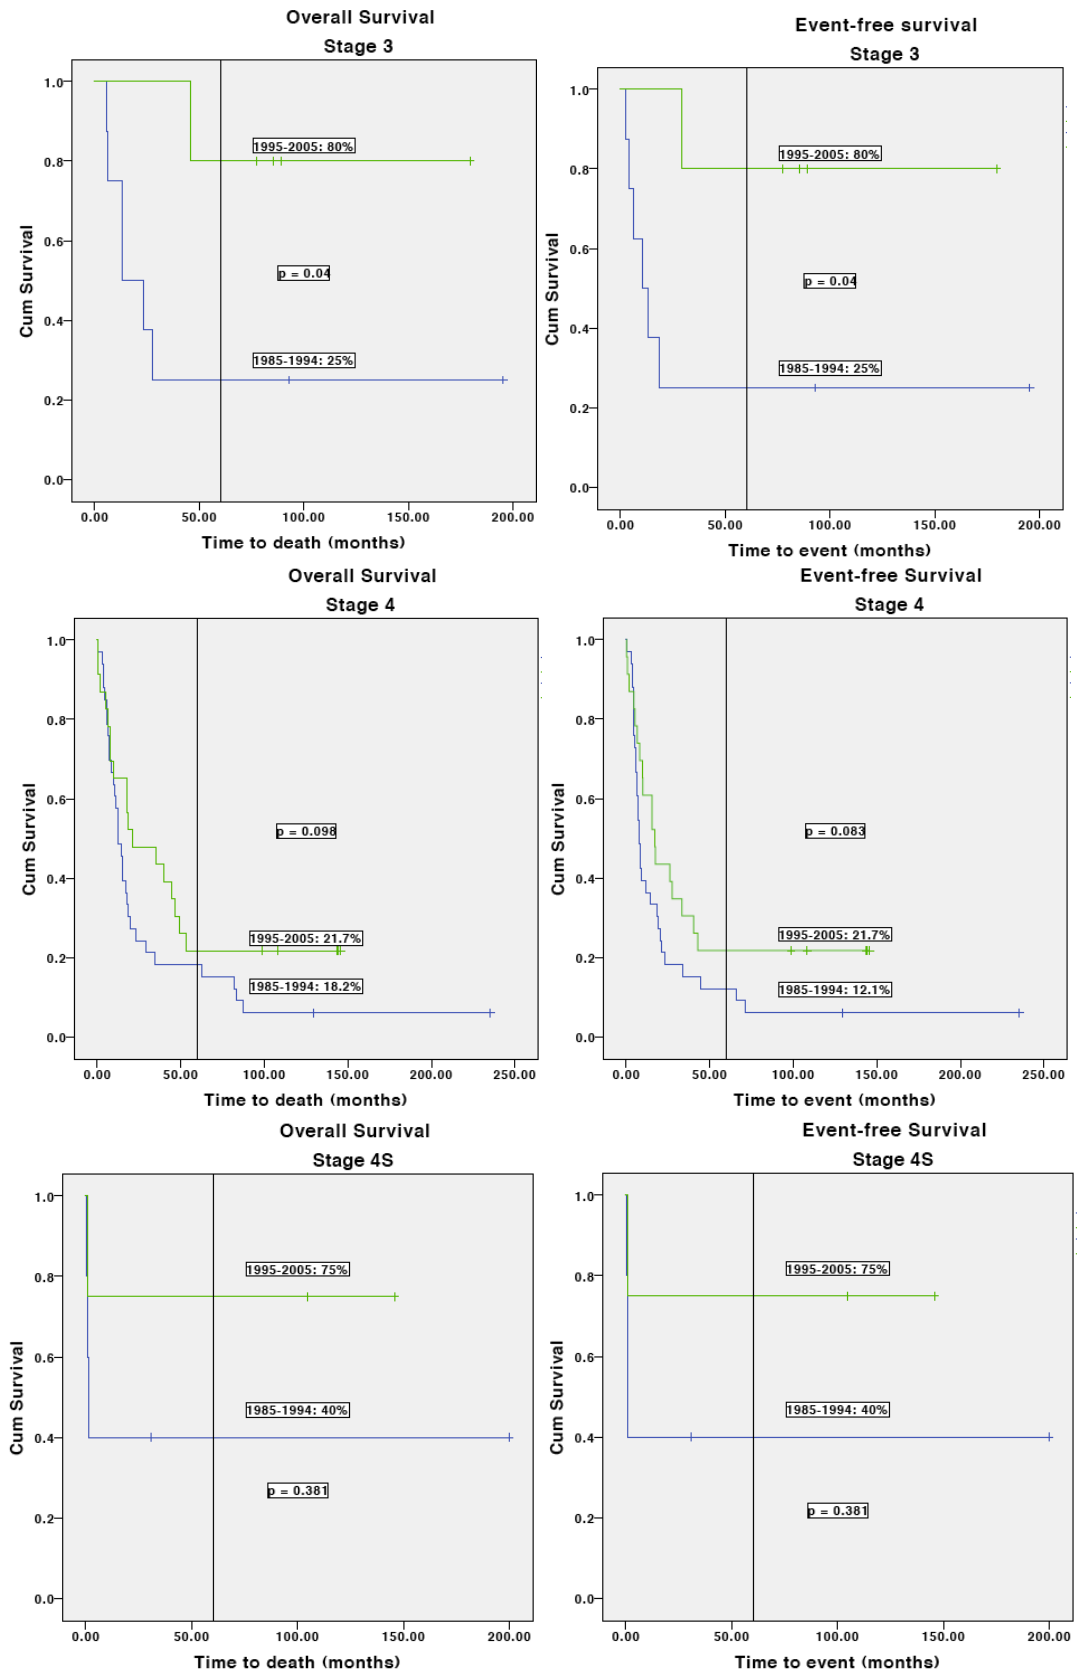 Overall Survival
Stage 3
1.0
0.8
0.6
0.4
0.2
0.0
Cum Survival
1995-2005: 80%
p = 0.04
1985-1994: 25%
0.00 50.00 100.00 150.00 200.00
Time to death (months)
Event-free survival
Stage 3
1.0
0.8
0.6
0.4
0.2
0.0
Cum Survival
1995-2005: 80%
p = 0.04
1985-1994: 25%
0.00 50.00 100.00 150.00 200.00
Time to event (months)
Overall Survival
Stage 4
1.0
0.8
0.6
0.4
0.2
0.0
Cum Survival
p = 0.098
1995-2005: 21.7%
1985-1994: 18.2%
0.00 50.00 100.00 150.00 200.00 250.00
Time to death (months)
Event-free Survival
Stage 4
1.0
0.8
0.6
0.4
0.2
0.0
Cum Survival
p = 0.083
1995-2005: 21.7%
1985-1994: 12.1%
0.00 50.00 100.00 150.00 200.00 250.00
Time to event (months)
Overall Survival
Stage 4S
1.0
0.8
0.6
0.4
0.2
0.0
Cum Survival
1995-2005: 75%
1985-1994: 40%
p = 0.381
0.00 50.00 100.00 150.00 200.00
Time to death (months)
Event-free Survival
Stage 4S
1.0
0.8
0.6
0.4
0.2
0.0
Cum Survival
1995-2005: 75%
1985-1994: 40%
p = 0.381
0.00 50.00 100.00 150.00 200.00
Time to event (months)